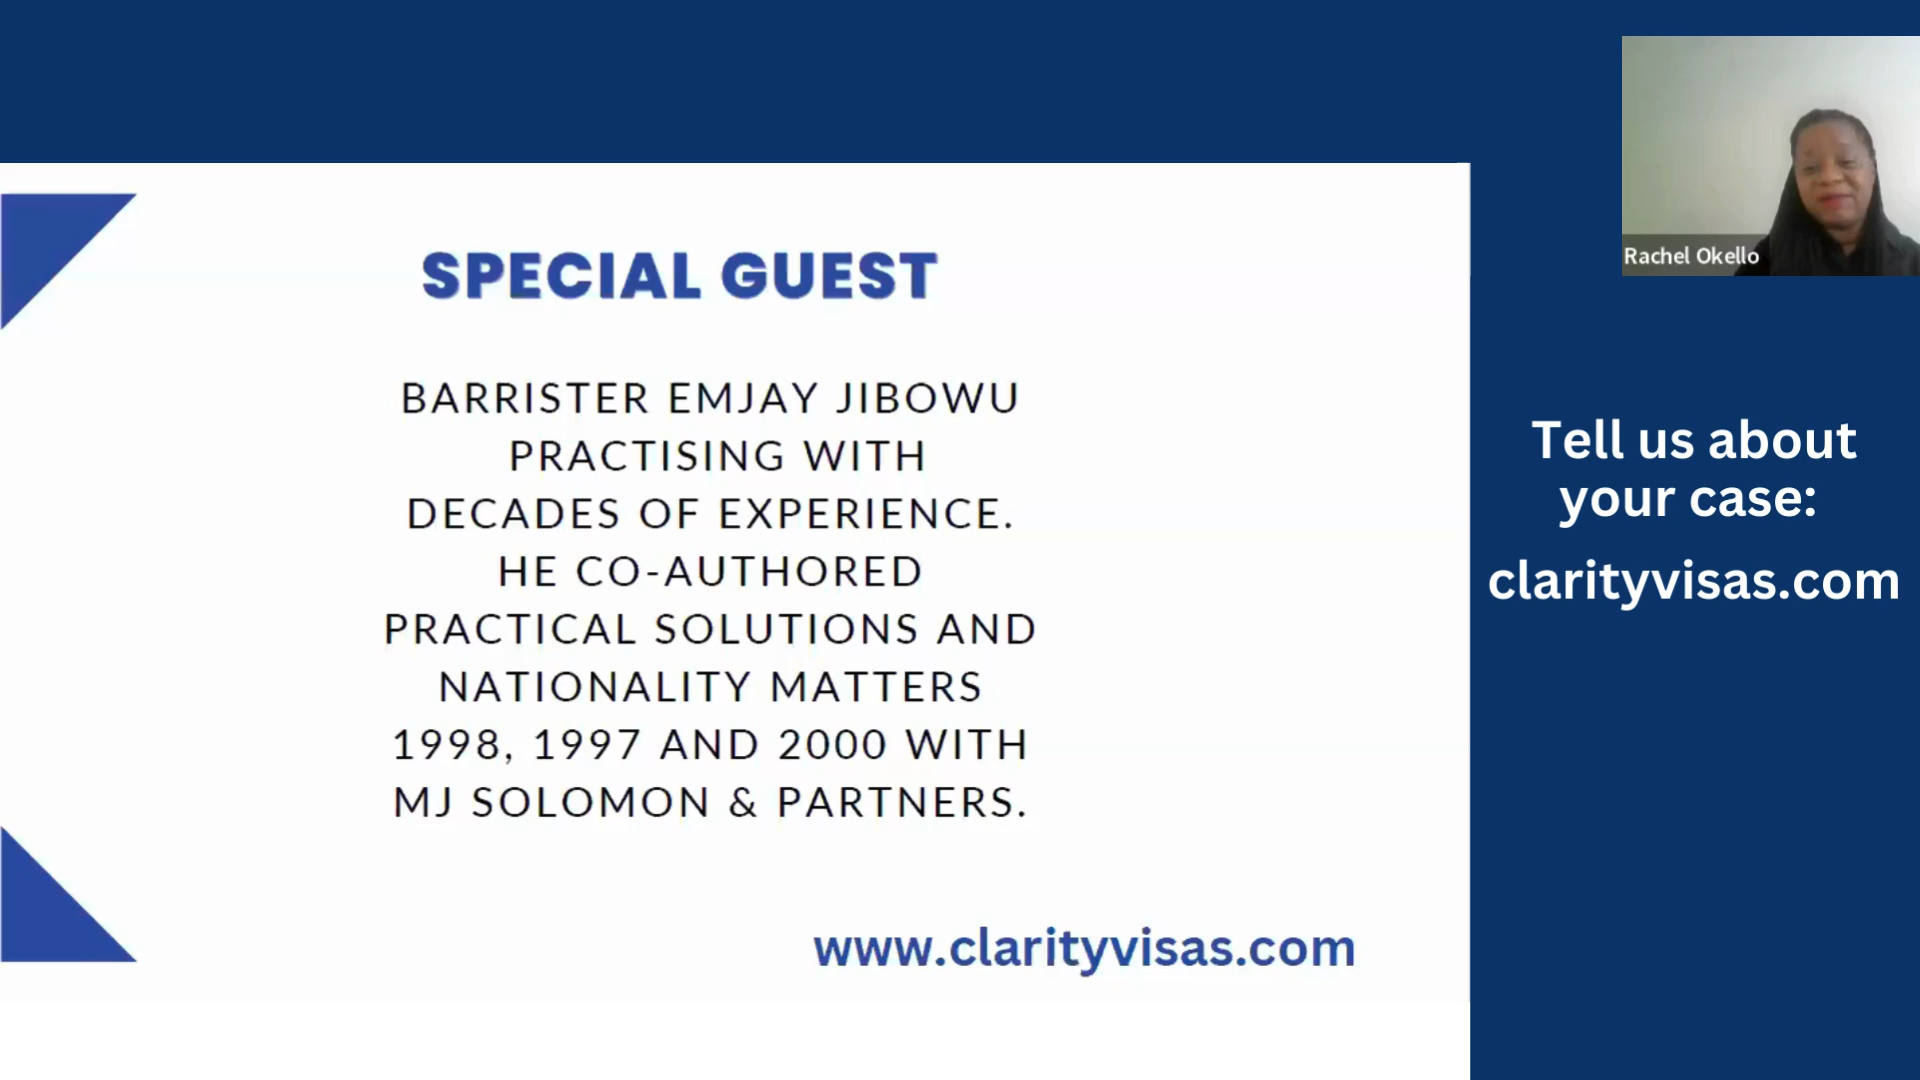 SPECIAL GUEST
BARRISTER EMJAY JIBOWU
PRACTISING WITH
DECADES OF EXPERIENCE.
HE CO-AUTHORED
PRACTICAL SOLUTIONS AND
NATIONALITY MATTERS
1998, 1997 AND 2000 WITH
MJ SOLOMON & PARTNERS.
www.clarityvisas.com
Rachel Okello
Tell us about
your case:
clarityvisas.com